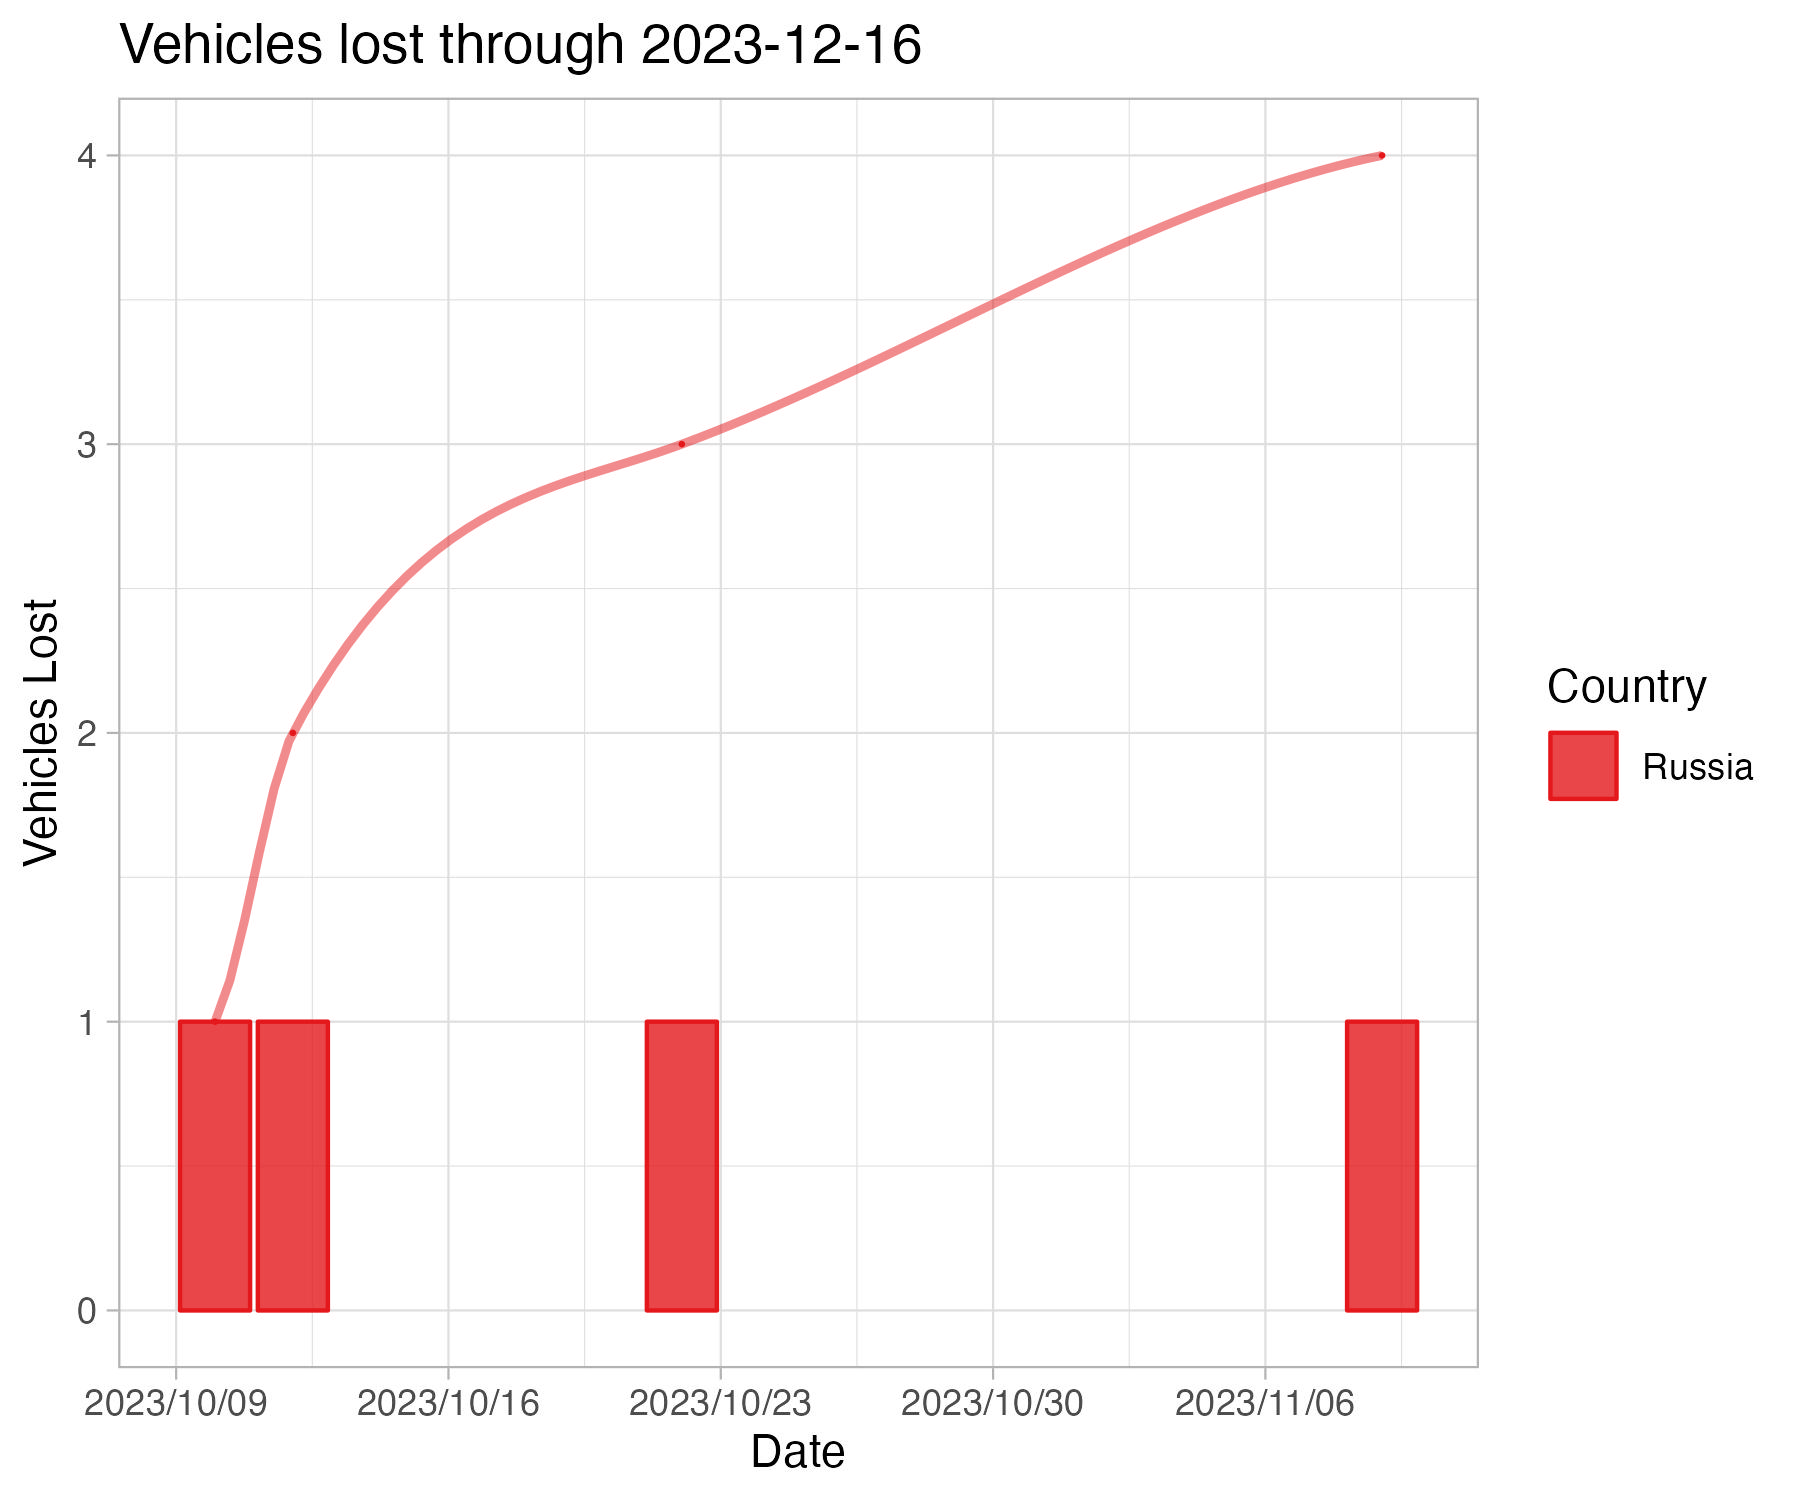 Vehicles lost through 2023-12-16
Vehicles Lost
4
3
2
1
0
2023/10/09 2023/10/16 2023/10/23 2023/10/30 2023/11/06
Date
Country
Russia